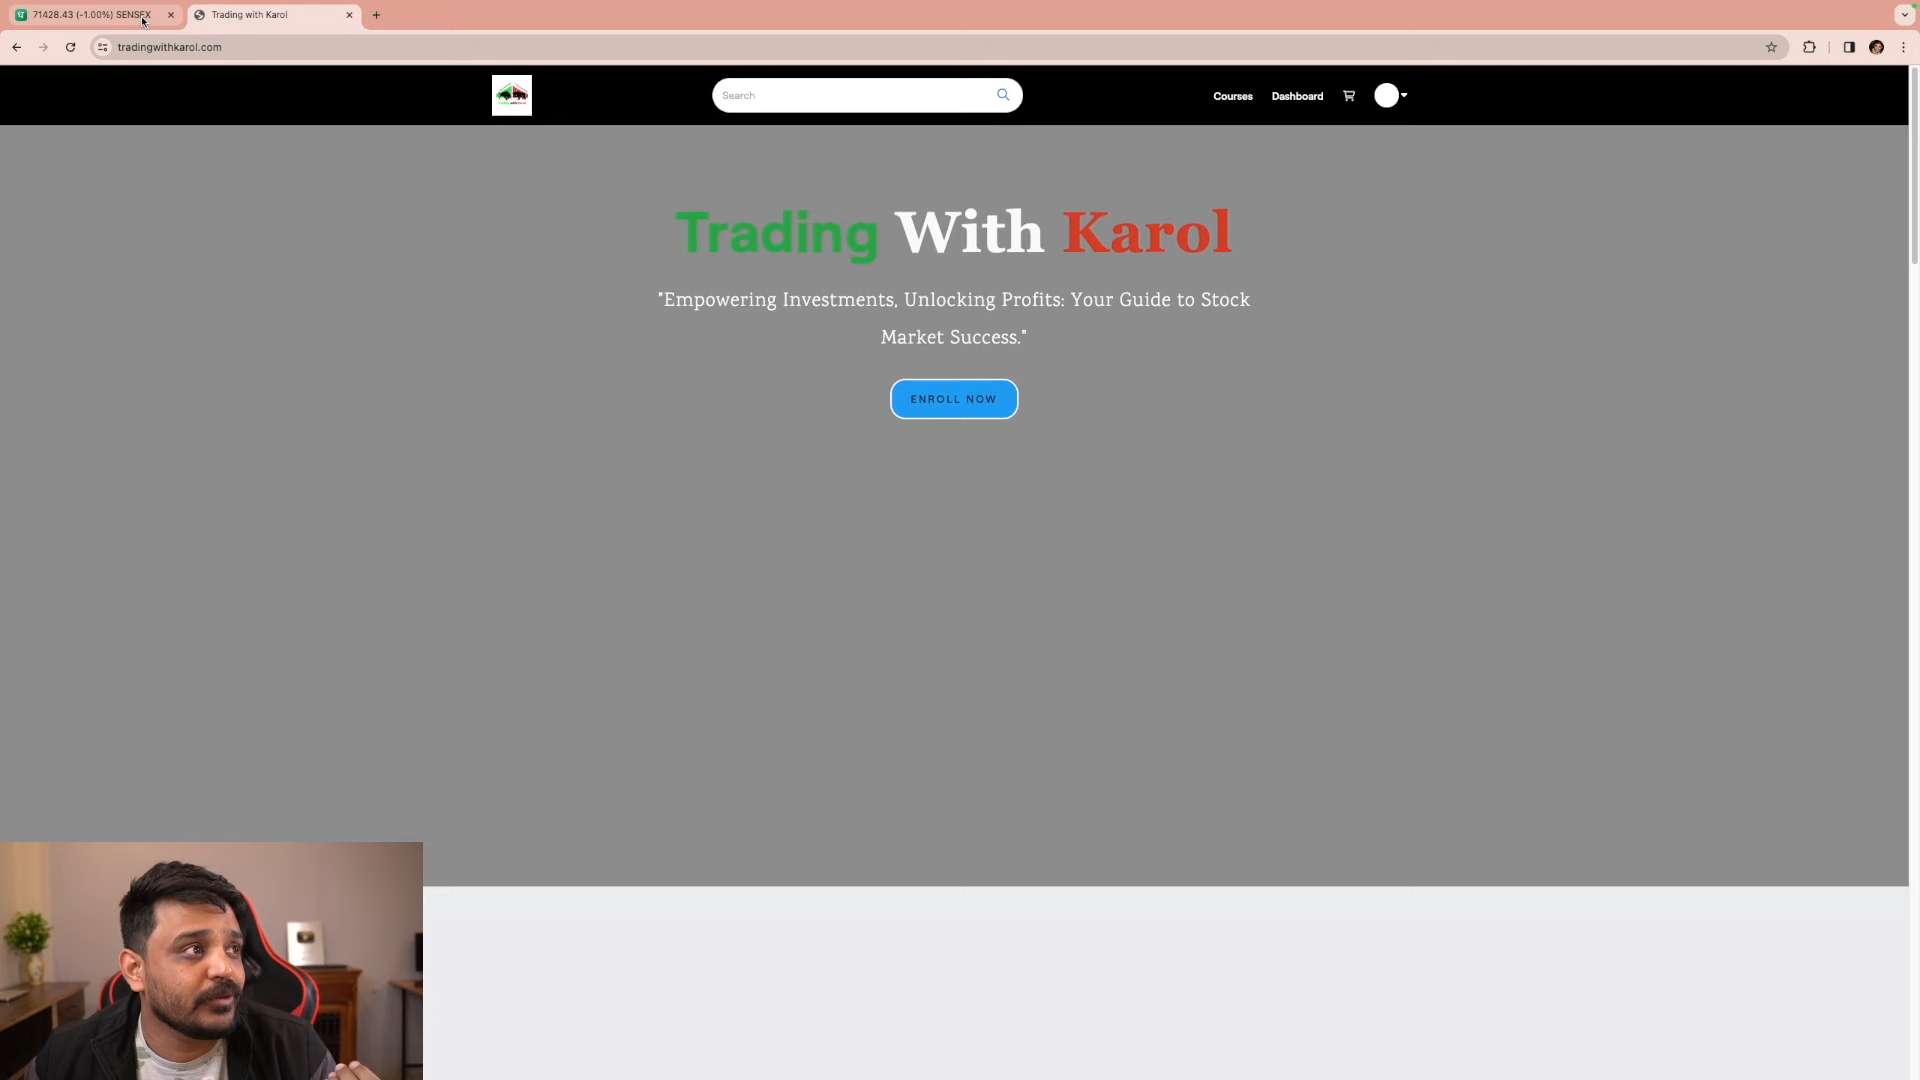 71428.43 (-1.00%) SENSEX
Trading with Karol
tradingwithkarol.com
Search
Courses
Dashboard
Trading With Karol
"Empowering Investments, Unlocking Profits: Your Guide to Stock
Market Success."
ENROLL NOW